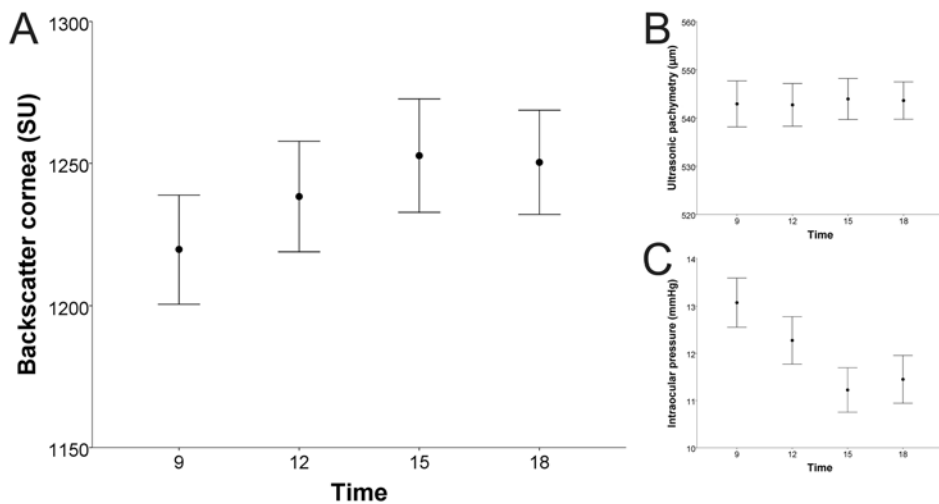 A
Backscatter cornea (SU)
1300
1250
1200
1150
9 12 15 18
Time
B
Ultrasonic pachymetry (µm)
560
550
540
530
520
9 12 15 18
Time
C
Intraocular pressure (mmHg)
14
13
12
11
10
9 12 15 18
Time